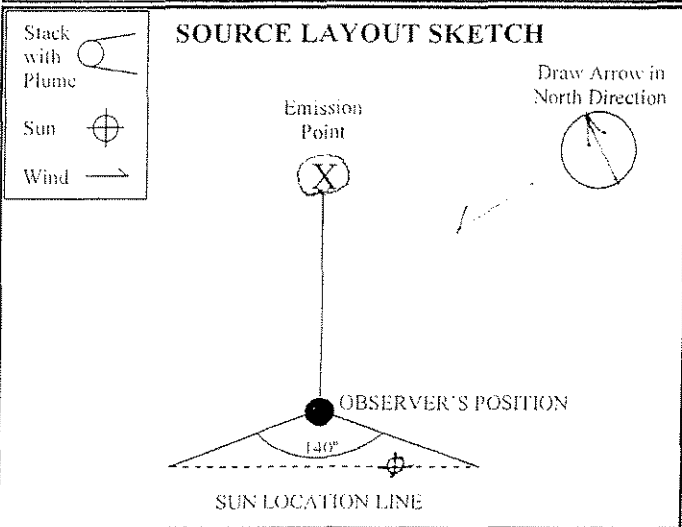 Stack
with
Plume
Sun
Wind
SOURCE LAYOUT SKETCH
Draw Arrow in
North Direction
Emission
Point
X
OBSERVER'S POSITION
140°
SUN LOCATION LINE